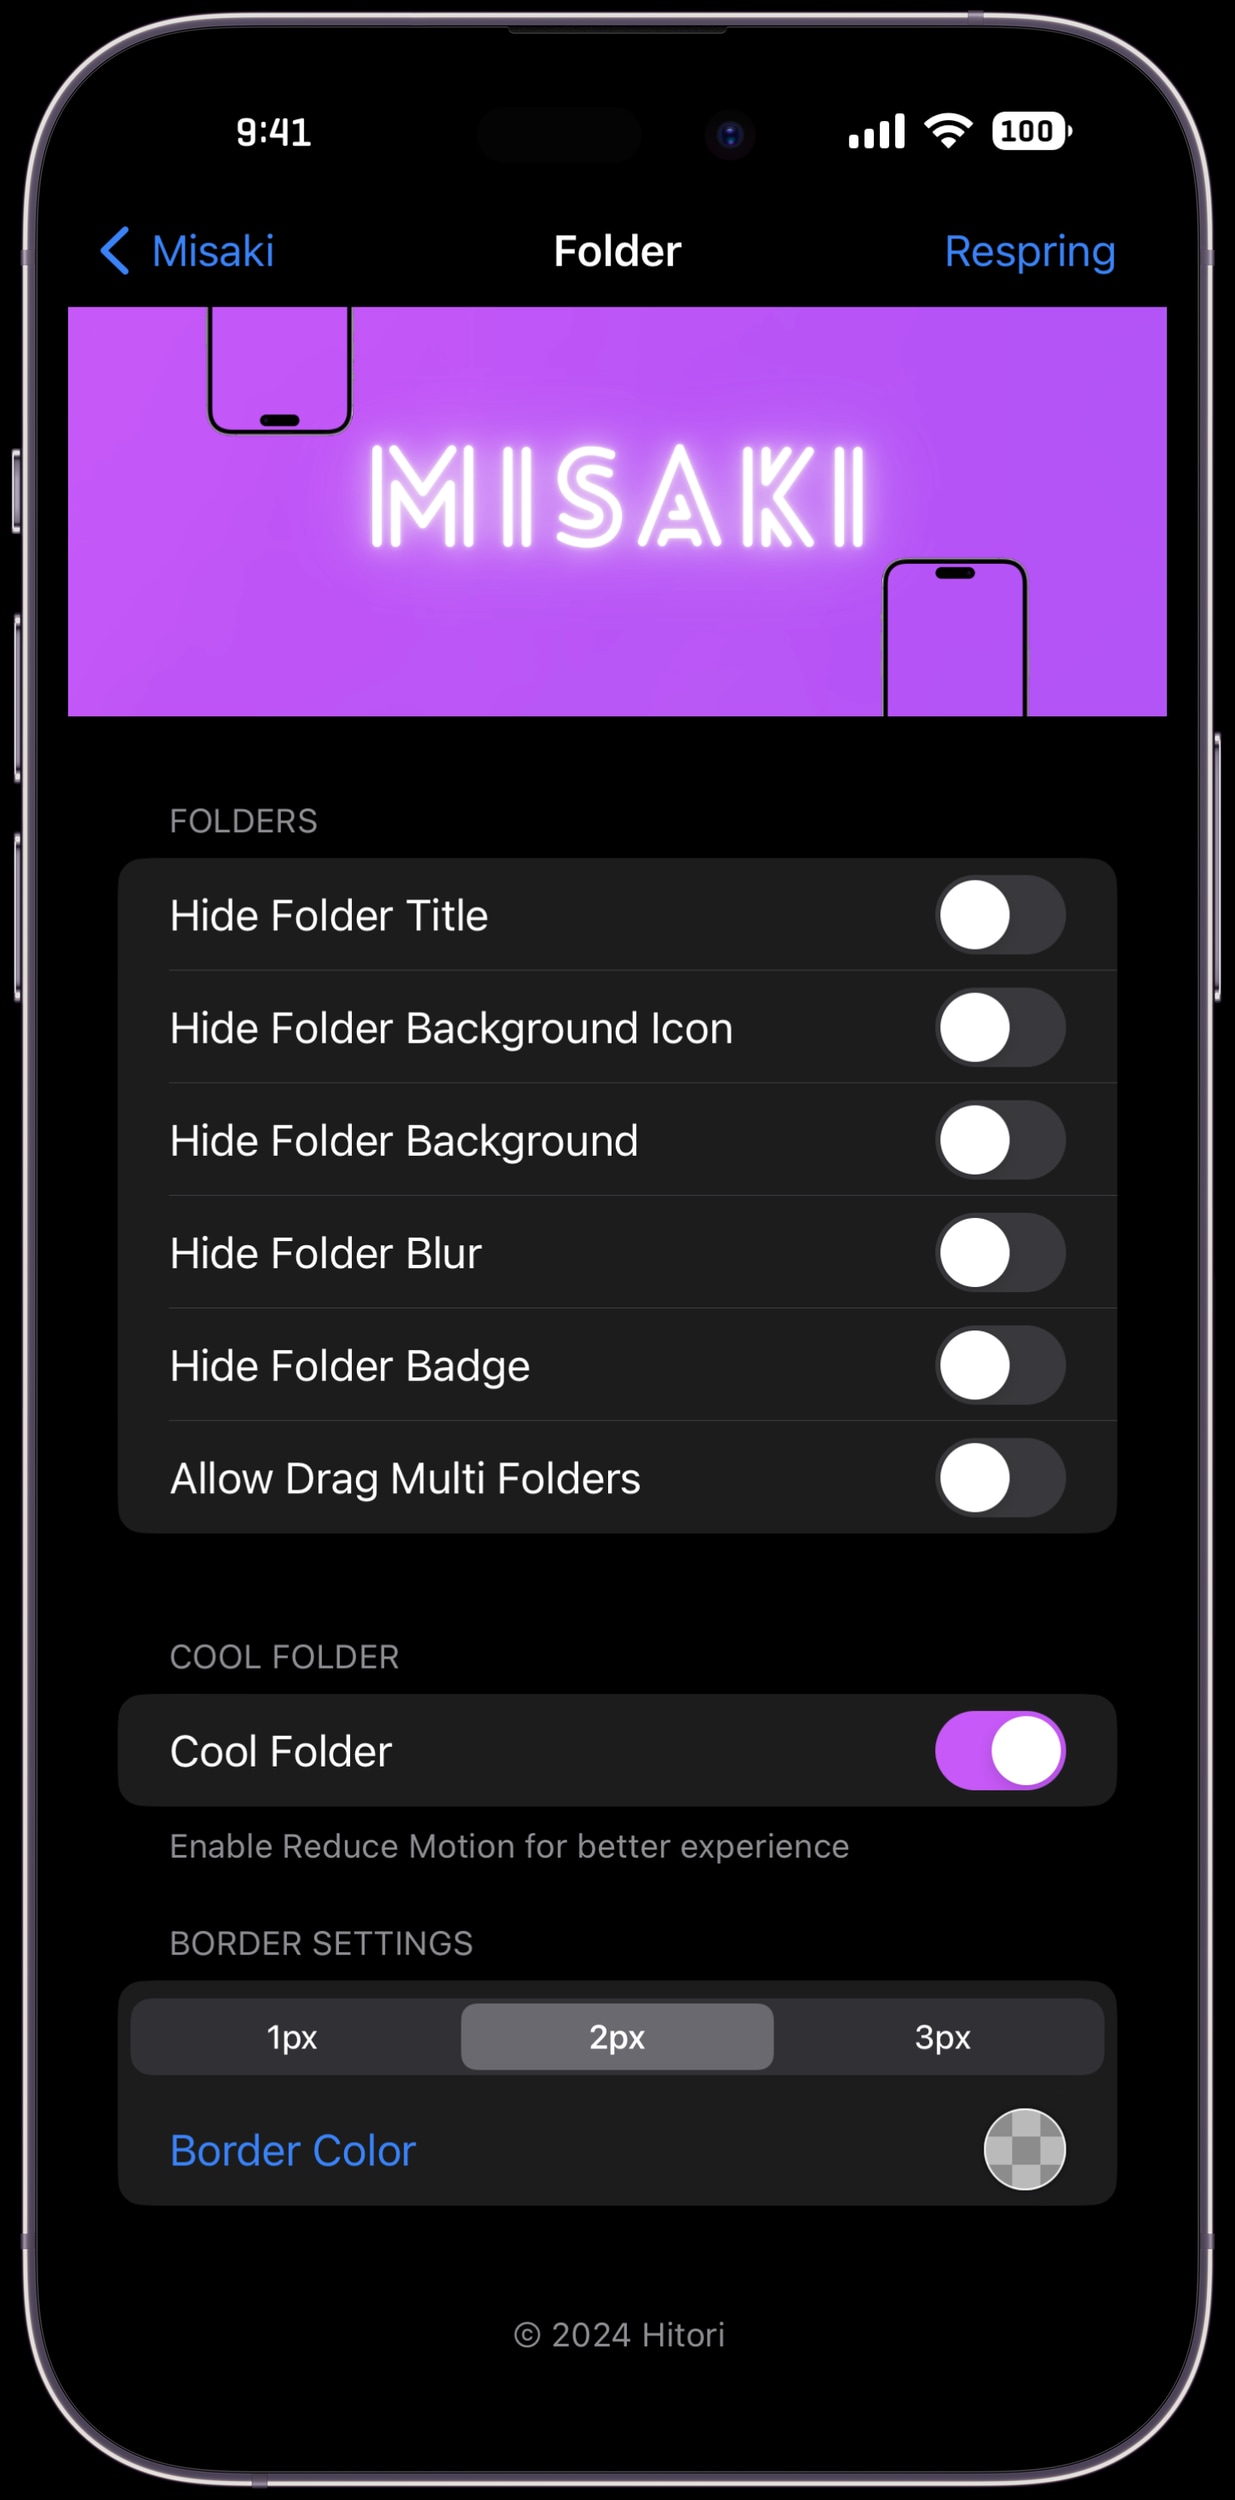 9:41
100
Misaki
Folder
Respring
MISAKI
FOLDERS
Hide Folder Title
Hide Folder Background Icon
Hide Folder Background
Hide Folder Blur
Hide Folder Badge
Allow Drag Multi Folders
COOL FOLDER
Cool Folder
Enable Reduce Motion for better experience
BORDER SETTINGS
1px
2px
3px
Border Color
© 2024 Hitori